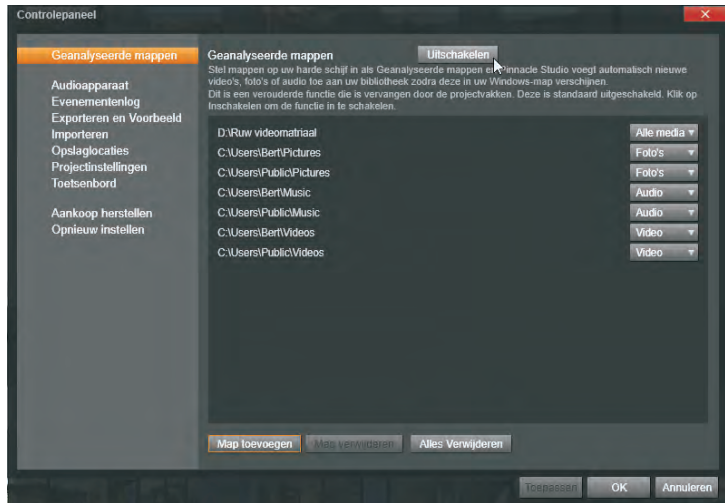 Controlepaneel
Geanalyseerde mappen
Audioapparaat
Evenementenlog
Exporteren en Voorbeeld
Importeren
Opslaglocaties
Projectinstellingen
Toetsenbord
Aankoop herstellen
Opnieuw instellen
Geanalyseerde mappen
Uitschakelen
Stel mappen op uw harde schijf in als Geanalyseerde mappen en Pinnacle Studio voegt automatisch nieuwe
video's, foto's of audio toe aan uw bibliotheek zodra deze in uw Windows-map verschijnen.
Dit is een verouderde functie die is vervangen door de projectvakken. Deze is standaard uitgeschakeld. Klik op
Inschakelen om de functie in te schakelen.
D:\Ruw videomatriaal Alle media
C:\Users\Bert\Pictures Foto's
C:\Users\Public\Pictures Foto's
C:\Users\Bert\Music Audio
C:\Users\Public\Music Audio
C:\Users\Bert\Videos Video
C:\Users\Public\Videos Video
Map toevoegen Map verwijderen Alles Verwijderen
Toepassen OK Annuleren